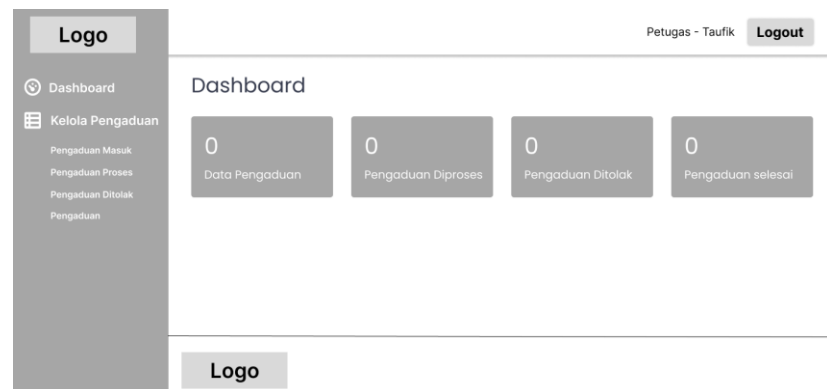 Logo
Petugas - Taufik
Logout
Dashboard
Kelola Pengaduan
Pengaduan Masuk
Pengaduan Proses
Pengaduan Ditolak
Pengaduan
Dashboard
0
Data Pengaduan
0
Pengaduan Diproses
0
Pengaduan Ditolak
0
Pengaduan selesai
Logo